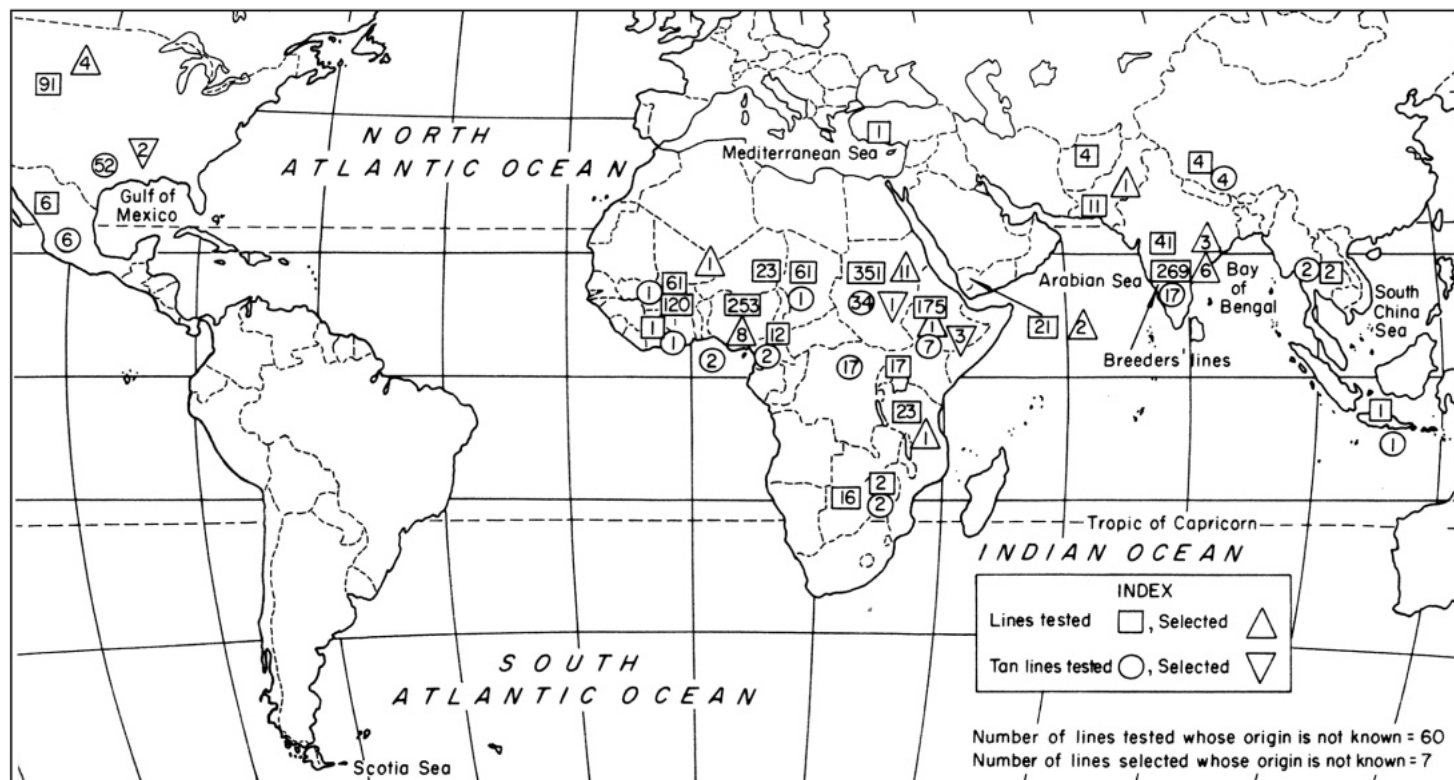 4
91
NORTH
ATLANTIC OCEAN
Mediterranean Sea
1
2
52
4
4
4
1
6
Gulf of
Mexico
11
6
41
3
1
23
61
351
11
Arabian Sea
269
6
Bay
of
Bengal
2
2
61
1
120
253
1
34
1
175
17
South
China
Sea
1
8
12
1
3
21
2
1
2
2
7
Breeders' lines
17
17
23
1
1
1
2
16
2
Tropic of Capricorn
INDIAN OCEAN
INDEX
Lines tested , Selected
Tan lines tested , Selected
SOUTH
ATLANTIC OCEAN
Number of lines tested whose origin is not known = 60
Number of lines selected whose origin is not known = 7
Scotia Sea